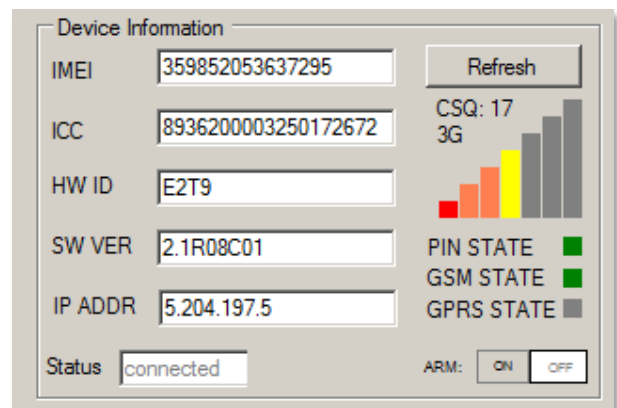 Device Information
IMEI 359852053637295 Refresh
CSQ: 17
ICC 8936200003250172672 3G
HW ID E2T9
SW VER 2.1R08C01 PIN STATE
GSM STATE
IP ADDR 5.204.197.5 GPRS STATE
Status connected ARM: ON OFF